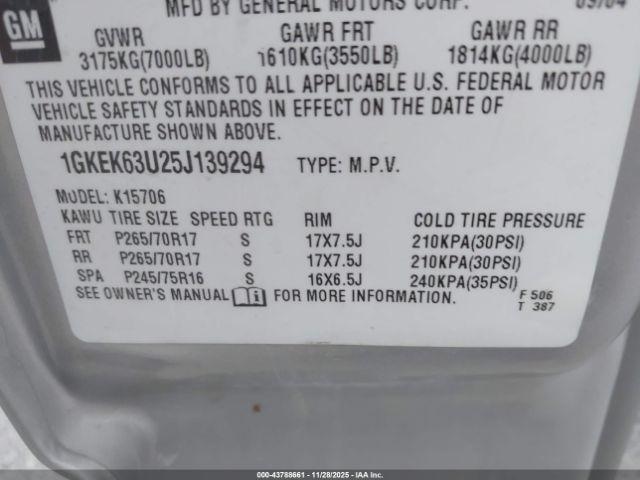 MFD BY GENERAL MOTORS CORP. 09/04
GM
GVWR GAWR FRT GAWR RR
3175KG(7000LB) 1610KG(3550LB) 1814KG(4000LB)
THIS VEHICLE CONFORMS TO ALL APPLICABLE U.S. FEDERAL MOTOR
VEHICLE SAFETY STANDARDS IN EFFECT ON THE DATE OF
MANUFACTURE SHOWN ABOVE.
1GKEK63U25J139294 TYPE: M.P.V.
MODEL: K15706
KAWU TIRE SIZE SPEED RTG RIM COLD TIRE PRESSURE
FRT P265/70R17 S 17X7.5J 210KPA(30PSI)
RR P265/70R17 S 17X7.5J 210KPA(30PSI)
SPA P245/75R16 S 16X6.5J 240KPA(35PSI)
SEE OWNER'S MANUAL i FOR MORE INFORMATION.
F 506
T 387
000-43788661 - 11/28/2025 - IAAI.COM